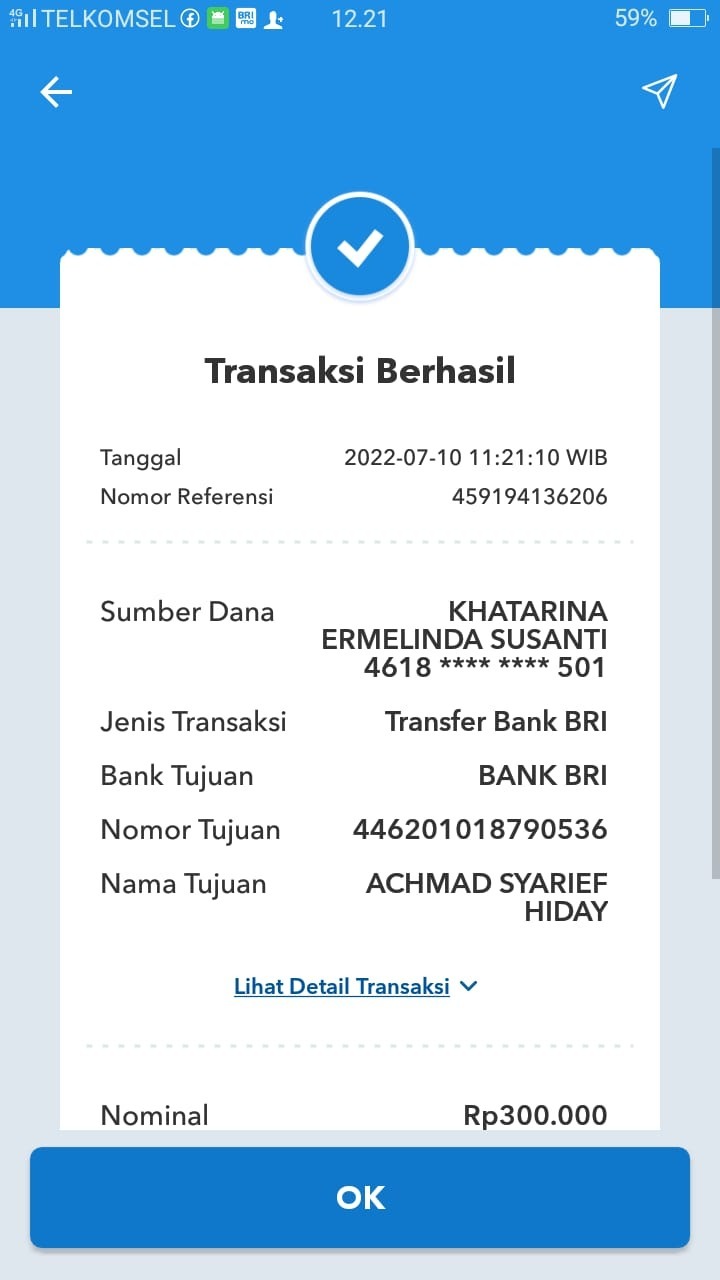 4G TELKOMSEL BRI mo 12.21 59%
Transaksi Berhasil
Tanggal 2022-07-10 11:21:10 WIB
Nomor Referensi 459194136206
Sumber Dana KHATARINA
ERMELINDA SUSANTI
4618 **** **** 501
Jenis Transaksi Transfer Bank BRI
Bank Tujuan BANK BRI
Nomor Tujuan 446201018790536
Nama Tujuan ACHMAD SYARIEF
HIDAY
Lihat Detail Transaksi
Nominal Rp300.000
OK